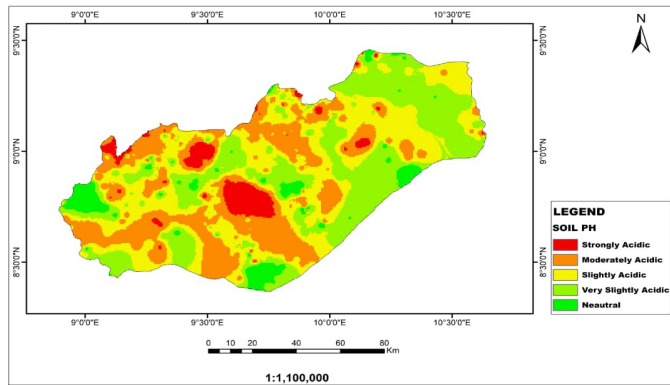 9°0'0"E 9°30'0"E 10°0'0"E 10°30'0"E
N
9°30'0"N 9°30'0"N
9°0'0"N 9°0'0"N
8°30'0"N 8°30'0"N
LEGEND
SOIL PH
Strongly Acidic
Moderately Acidic
Slightly Acidic
Very Slightly Acidic
Neautral
9°0'0"E 9°30'0"E 10°0'0"E 10°30'0"E
0 5 10 20 40 60 80
Km
1:1,100,000